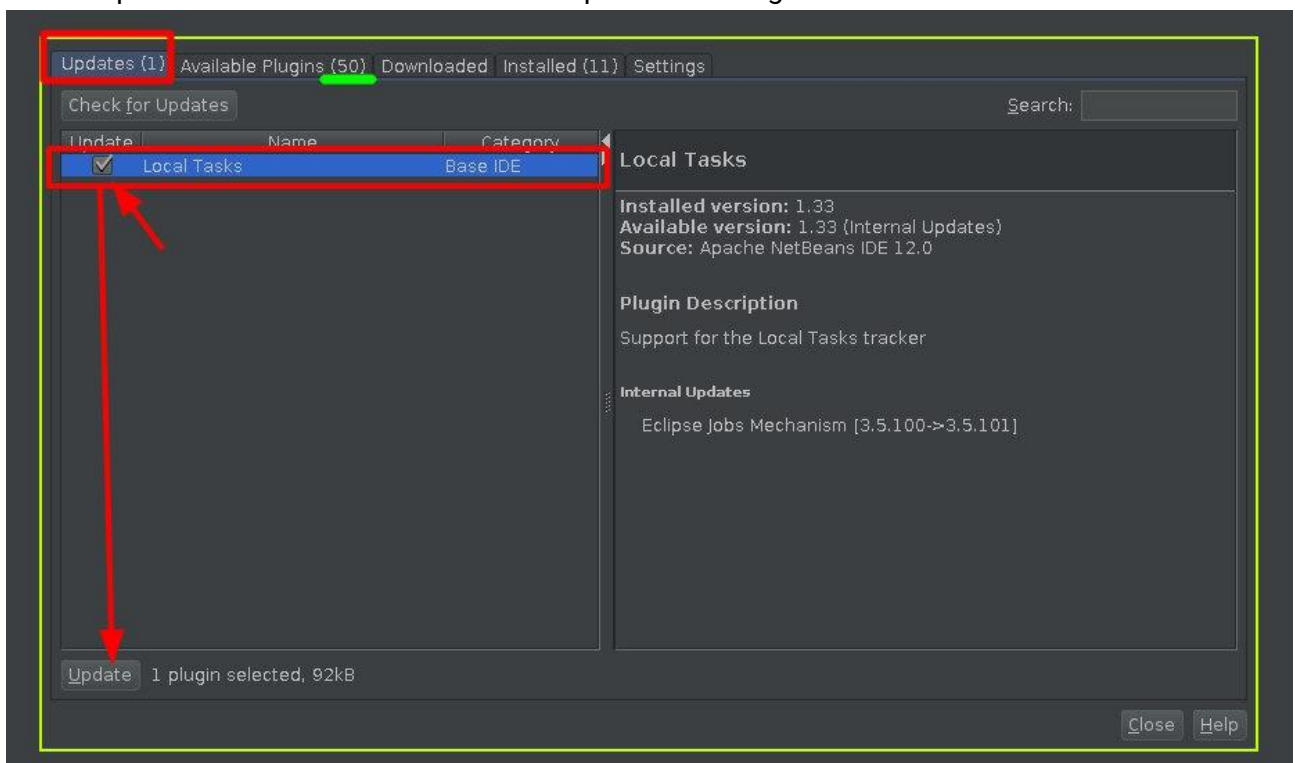 Updates (1) Available Plugins (50) Downloaded Installed (11) Settings
Check for Updates Search:
Update Name Category
Local Tasks Base IDE
Local Tasks
Installed version: 1.33
Available version: 1.33 (Internal Updates)
Source: Apache NetBeans IDE 12.0
Plugin Description
Support for the Local Tasks tracker
Internal Updates
Eclipse Jobs Mechanism [3.5.100->3.5.101]
Update 1 plugin selected, 92kB
Close Help